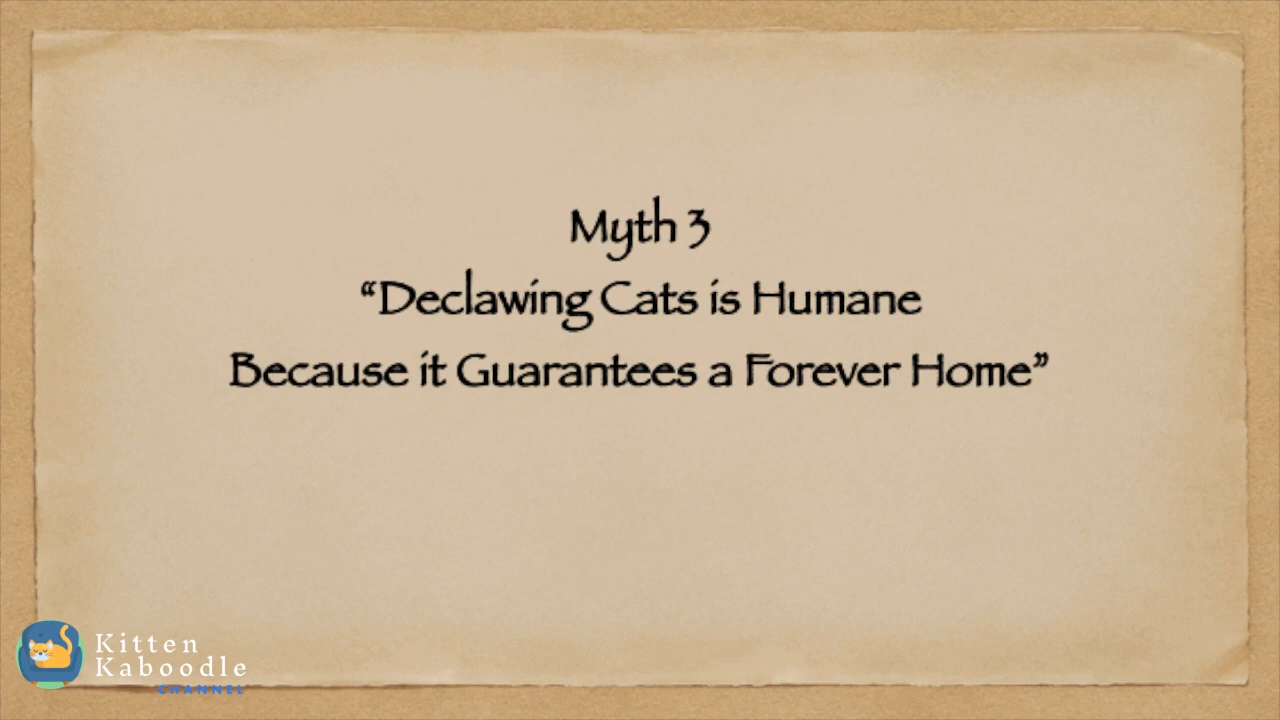 Myth 3
“Declawing Cats is Humane
Because it Guarantees a Forever Home”
Kitten
Kaboodle
CHANNEL